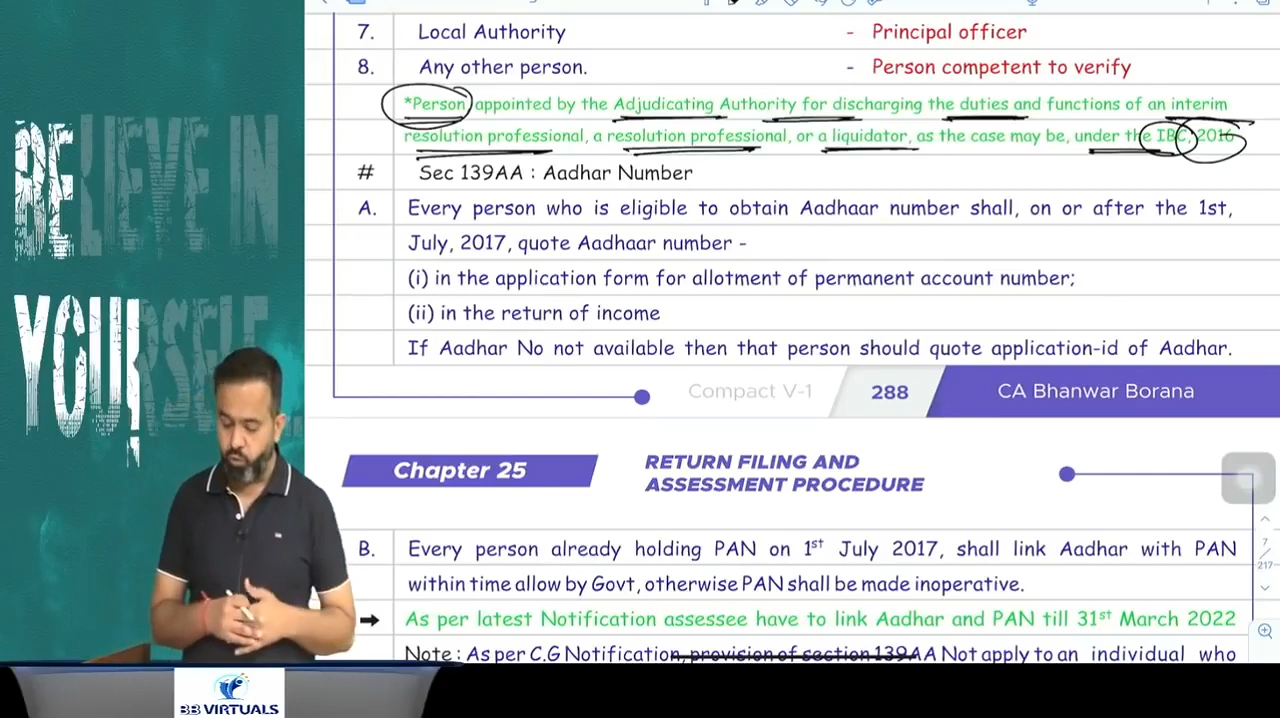 BELIEVE IN
YOURSELF
7. Local Authority - Principal officer
8. Any other person. - Person competent to verify
*Person appointed by the Adjudicating Authority for discharging the duties and functions of an interim
resolution professional, a resolution professional, or a liquidator, as the case may be, under the IBC, 2016
# Sec 139AA : Aadhar Number
A. Every person who is eligible to obtain Aadhaar number shall, on or after the 1st,
July, 2017, quote Aadhaar number -
(i) in the application form for allotment of permanent account number;
(ii) in the return of income
If Aadhar No not available then that person should quote application-id of Aadhar.
Compact V-1 288 CA Bhanwar Borana
Chapter 25 RETURN FILING AND
ASSESSMENT PROCEDURE
B. Every person already holding PAN on 1st July 2017, shall link Aadhar with PAN
within time allow by Govt, otherwise PAN shall be made inoperative.
→ As per latest Notification assessee have to link Aadhar and PAN till 31st March 2022
Note : As per C.G Notification, provision of section 139AA Not apply to an individual who
7
/
217
BB VIRTUALS